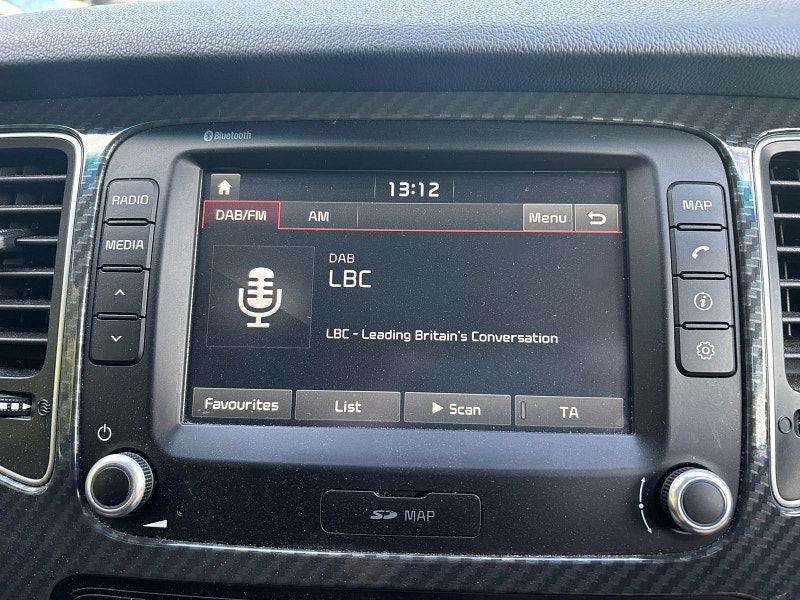 Bluetooth
13:12
RADIO
MEDIA
DAB/FM
AM
Menu
MAP
DAB
LBC
LBC - Leading Britain's Conversation
Favourites
List
Scan
TA
SD MAP